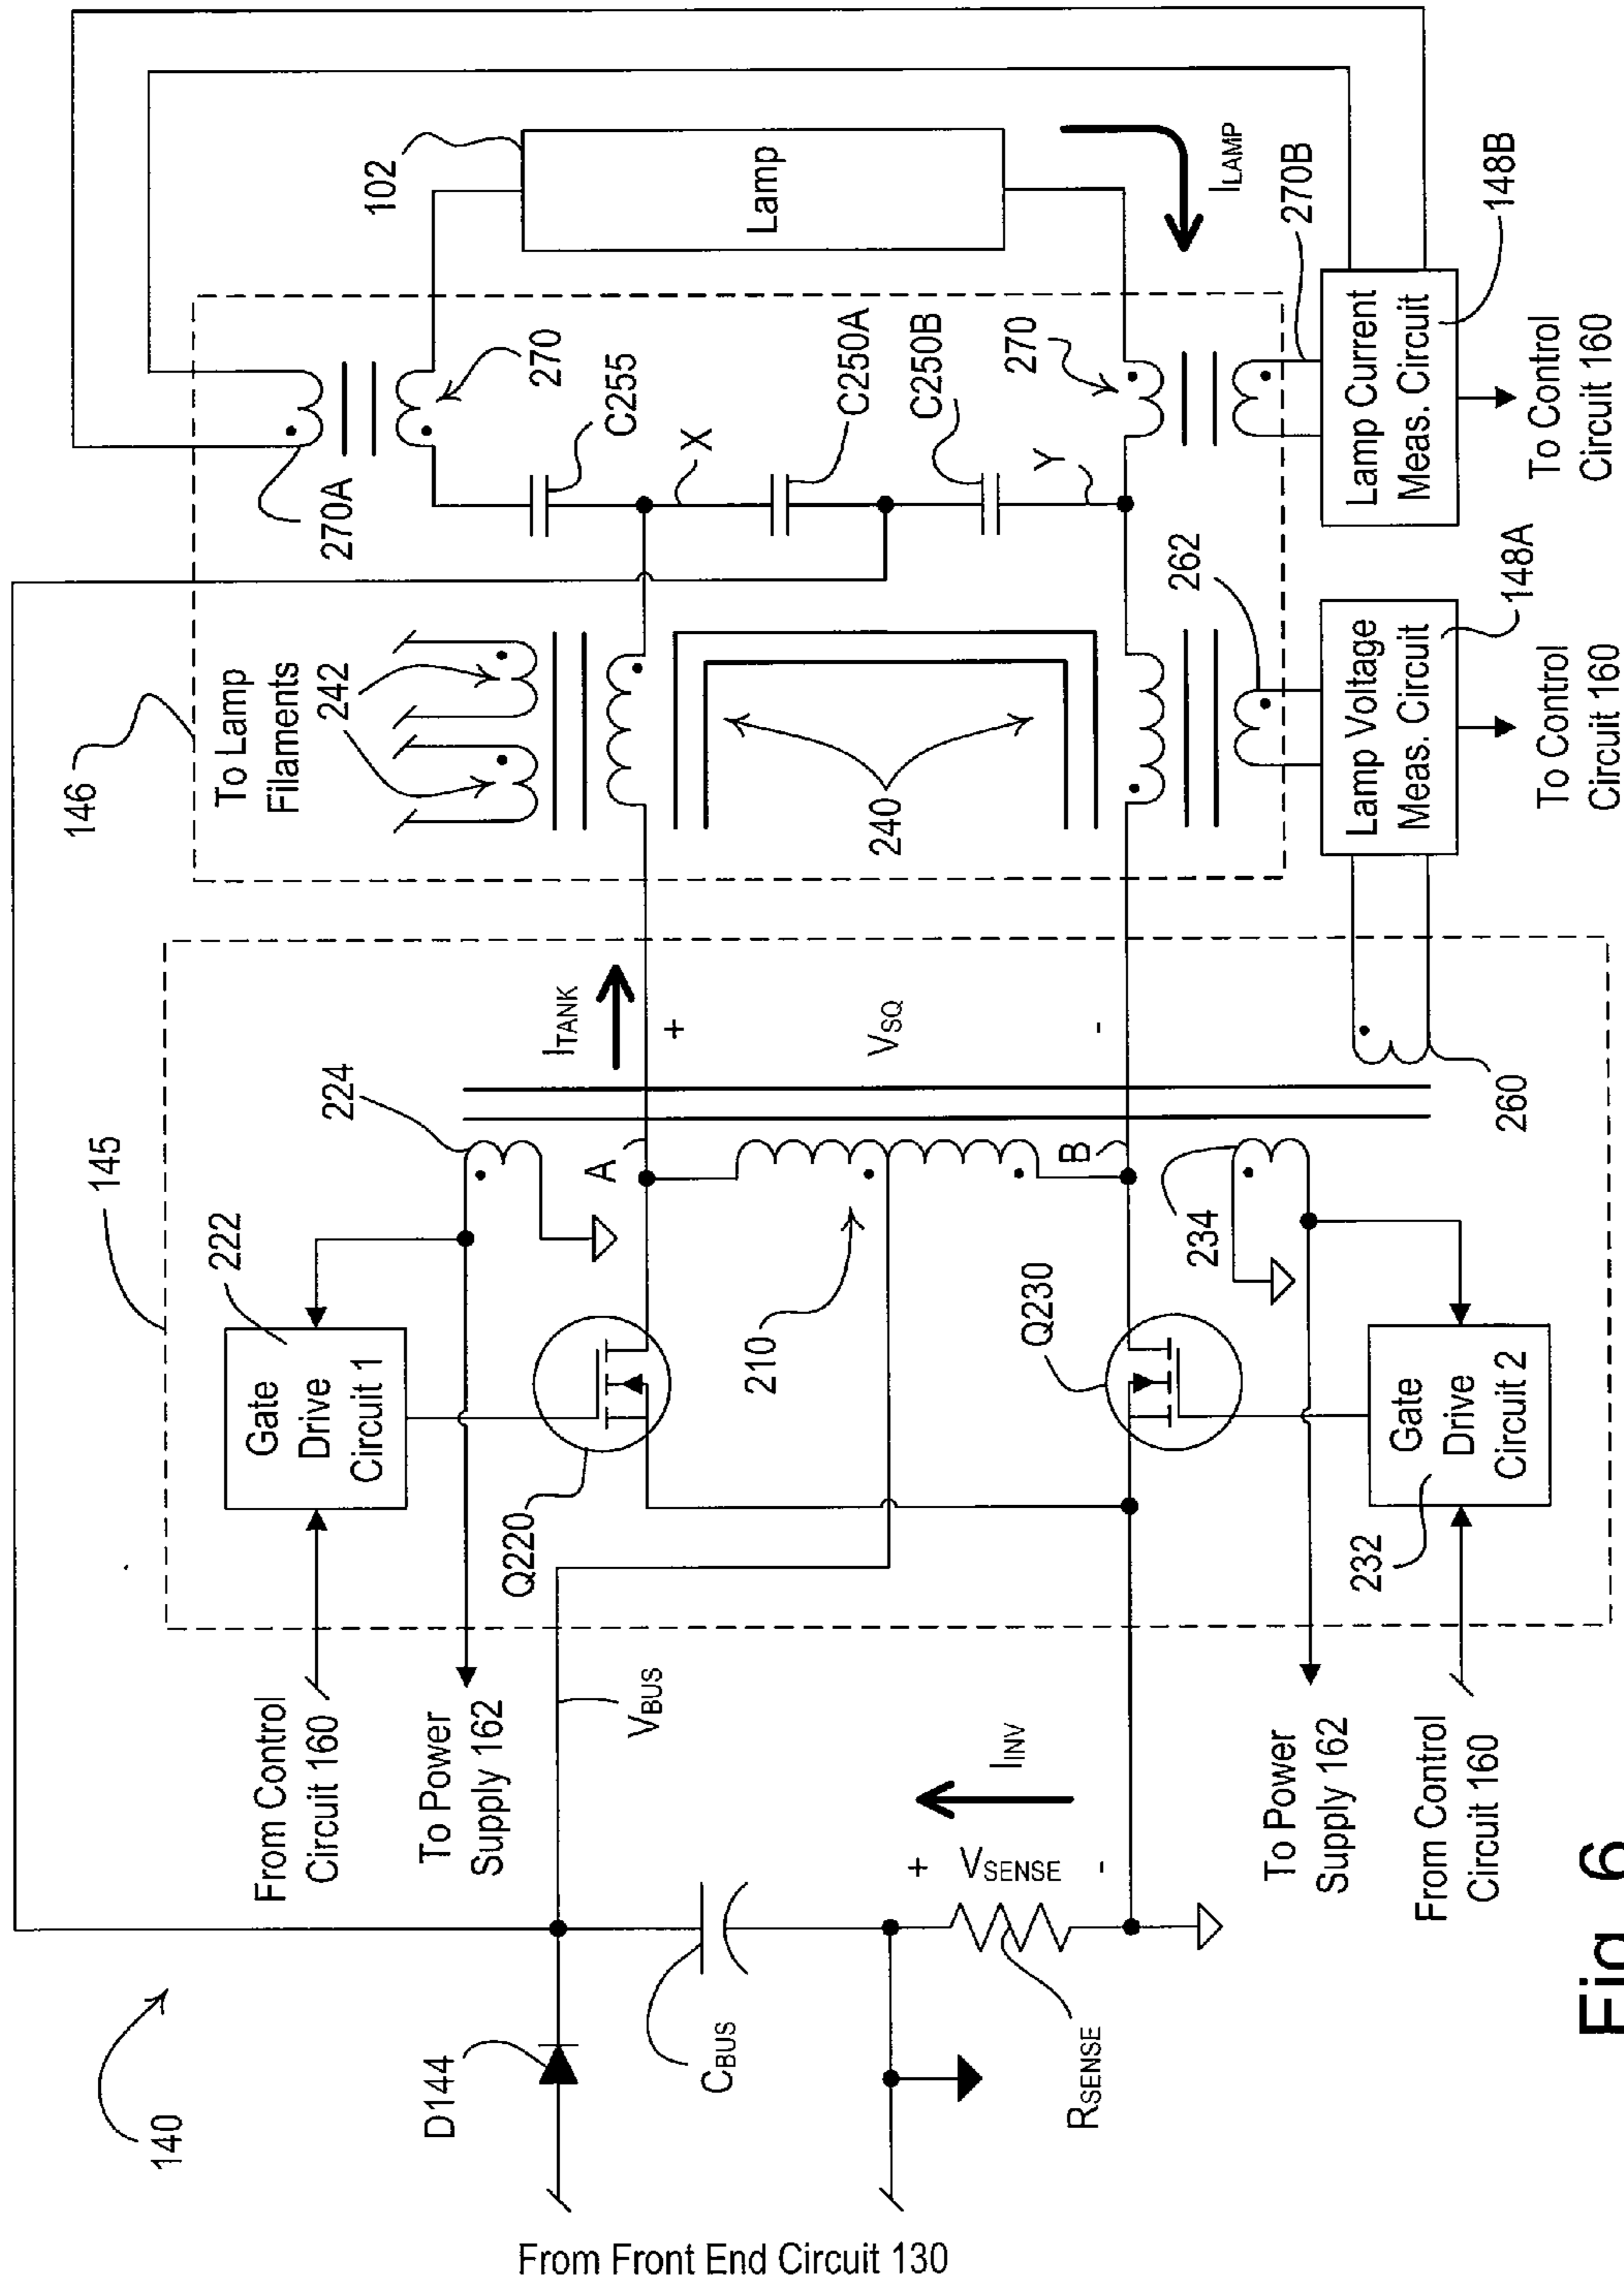 140
From Front End Circuit 130
D144
CBUS
RSENSE
+
VSENSE
-
IINV
VBUS
From Control
Circuit 160
To Power
Supply 162
To Power
Supply 162
From Control
Circuit 160
145
222
Gate
Drive
Circuit 1
224
Q220
210
Q230
232
Gate
Drive
Circuit 2
234
A
B
ITANK
+
VSQ
-
260
146
To Lamp
Filaments
242
240
262
270A
270
C255
X
C250A
C250B
Y
270
102
Lamp
ILAMP
270B
Lamp Voltage
Meas. Circuit
148A
To Control
Circuit 160
Lamp Current
Meas. Circuit
148B
To Control
Circuit 160
Fig. 6